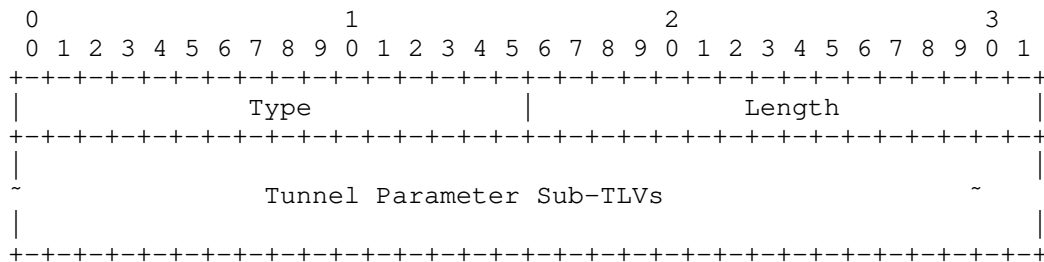 0                   1                   2                   3
 0 1 2 3 4 5 6 7 8 9 0 1 2 3 4 5 6 7 8 9 0 1 2 3 4 5 6 7 8 9 0 1
+-+-+-+-+-+-+-+-+-+-+-+-+-+-+-+-+-+-+-+-+-+-+-+-+-+-+-+-+-+-+-+-+
|              Type             |             Length            |
+-+-+-+-+-+-+-+-+-+-+-+-+-+-+-+-+-+-+-+-+-+-+-+-+-+-+-+-+-+-+-+-+
|                                                               |
~               Tunnel Parameter Sub-TLVs                   ~
|                                                               |
+-+-+-+-+-+-+-+-+-+-+-+-+-+-+-+-+-+-+-+-+-+-+-+-+-+-+-+-+-+-+-+-+